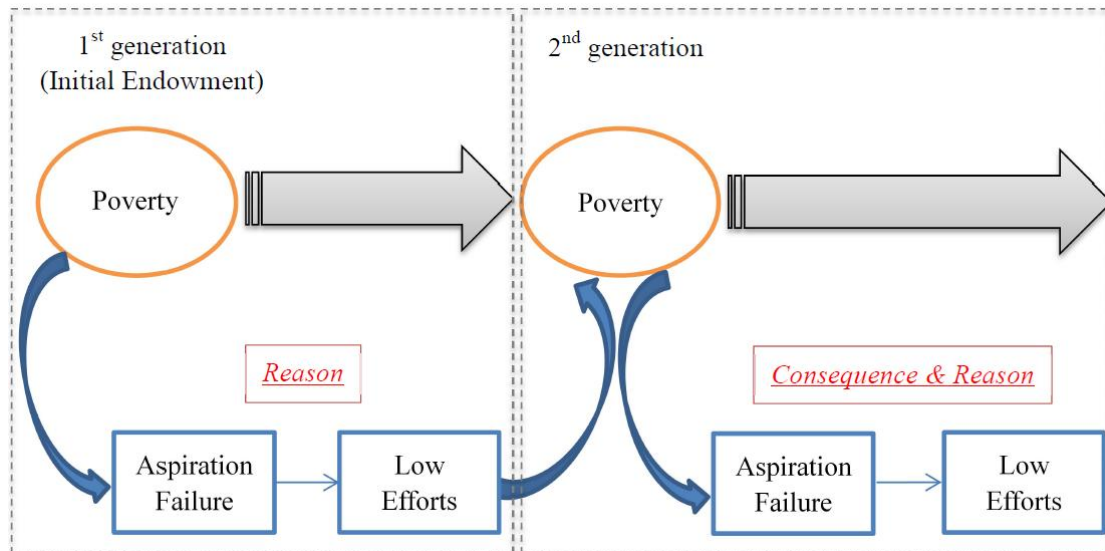 1st generation
(Initial Endowment)
Poverty
Reason
Aspiration
Failure
Low
Efforts
2nd generation
Poverty
Consequence & Reason
Aspiration
Failure
Low
Efforts